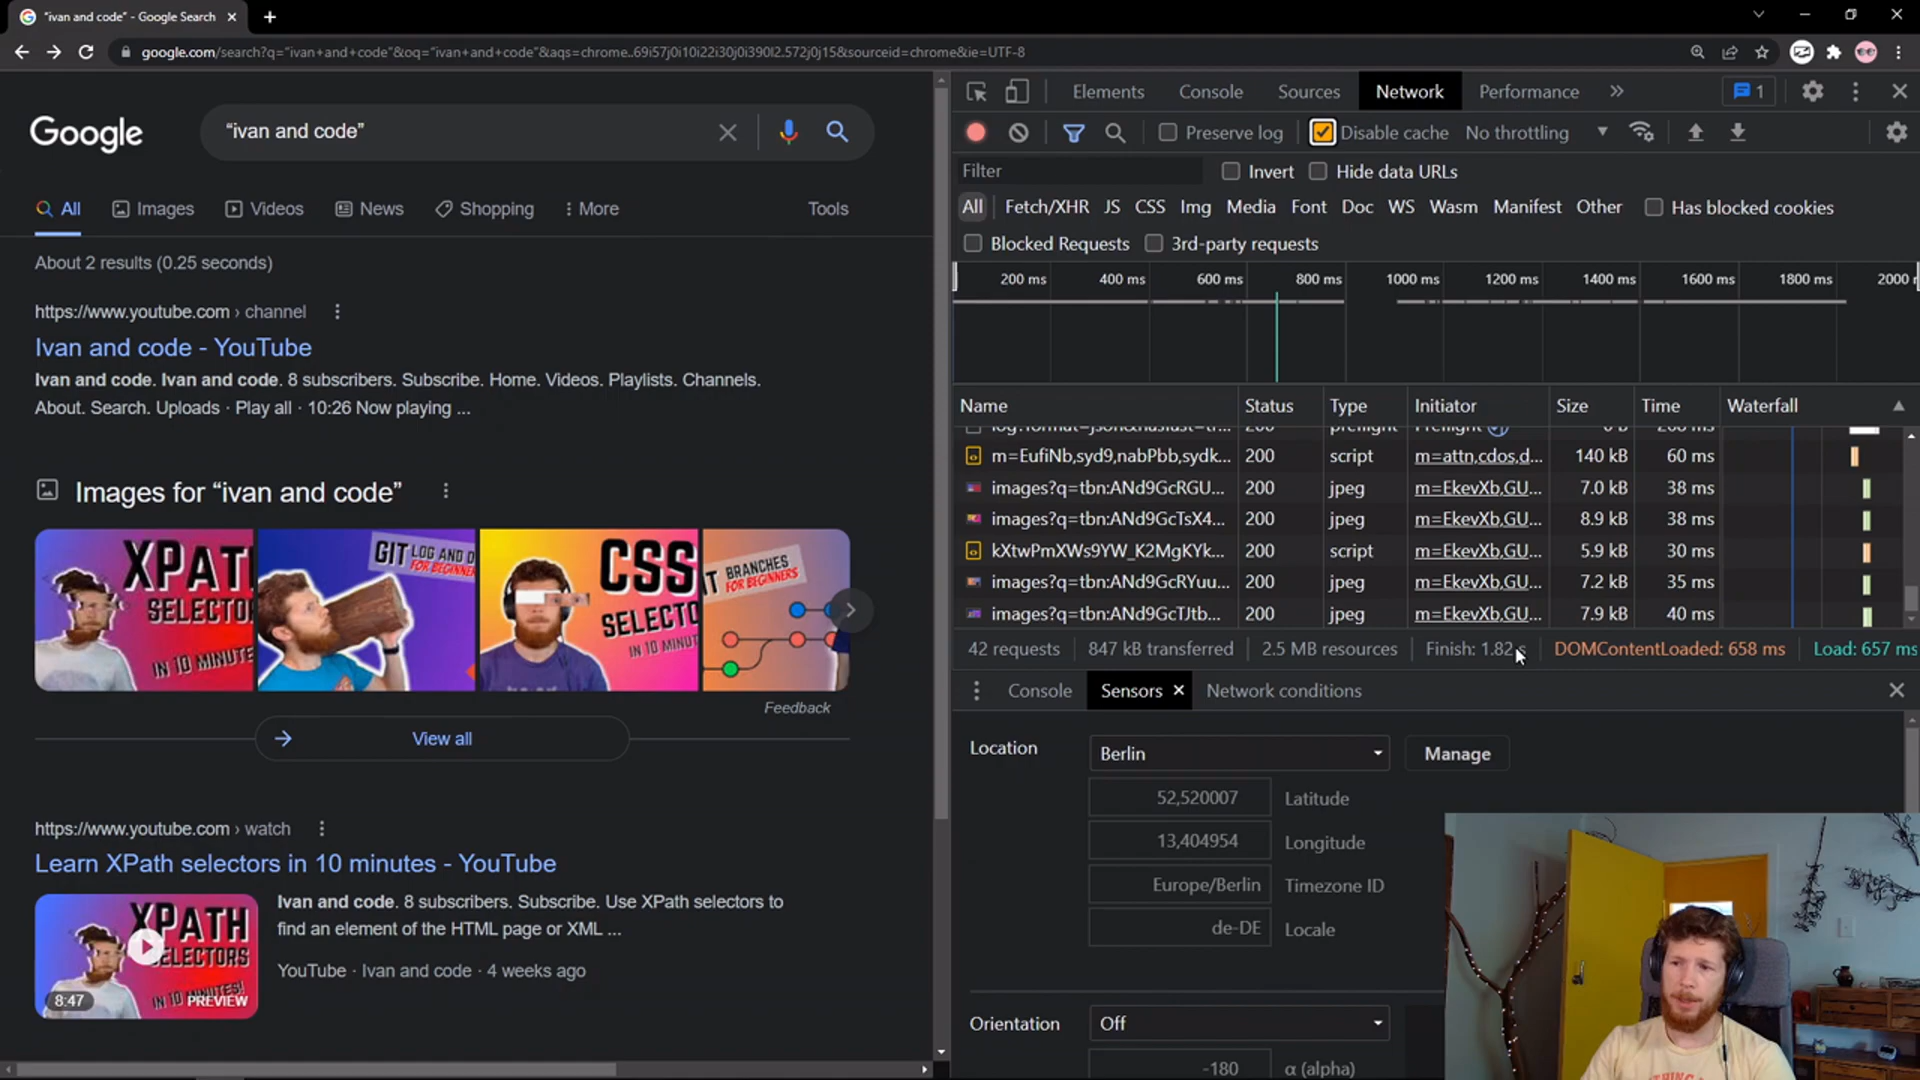 "ivan and code" - Google Search
google.com/search?q="ivan+and+code"&oq="ivan+and+code"&aqs=chrome..69i57j0i10i22i30j0i390l2.572j0j15&sourceid=chrome&ie=UTF-8
Google
“ivan and code”
All
Images
Videos
News
Shopping
More
Tools
About 2 results (0.25 seconds)
https://www.youtube.com › channel
Ivan and code - YouTube
Ivan and code. Ivan and code. 8 subscribers. Subscribe. Home. Videos. Playlists. Channels.
About. Search. Uploads · Play all · 10:26 Now playing ...
Images for “ivan and code”
XPATH
SELECTO
IN 10 MINUTE
GIT LOG AND D
FOR BEGINNER
CSS
SELECTO
IN 10 MINUTES
IT BRANCHES
FOR BEGINNERS
Feedback
View all
https://www.youtube.com › watch
Learn XPath selectors in 10 minutes - YouTube
XPATH
SELECTORS
IN 10 MINUTES!
8:47
PREVIEW
Ivan and code. 8 subscribers. Subscribe. Use XPath selectors to
find an element of the HTML page or XML ...
YouTube · Ivan and code · 4 weeks ago
Elements
Console
Sources
Network
Performance
1
Preserve log
Disable cache
No throttling
Filter
Invert
Hide data URLs
All
Fetch/XHR
JS
CSS
Img
Media
Font
Doc
WS
Wasm
Manifest
Other
Has blocked cookies
Blocked Requests
3rd-party requests
200 ms
400 ms
600 ms
800 ms
1000 ms
1200 ms
1400 ms
1600 ms
1800 ms
2000 r
Name Status Type Initiator Size Time Waterfall
m=EufiNb,syd9,nabPbb,sydk... 200 script m=attn,cdos,d... 140 kB 60 ms
images?q=tbn:ANd9GcRGU... 200 jpeg m=EkevXb,GU... 7.0 kB 38 ms
images?q=tbn:ANd9GcTsX4... 200 jpeg m=EkevXb,GU... 8.9 kB 38 ms
kXtwPmXWs9YW_K2MgKYk... 200 script m=EkevXb,GU... 5.9 kB 30 ms
images?q=tbn:ANd9GcRYuu... 200 jpeg m=EkevXb,GU... 7.2 kB 35 ms
images?q=tbn:ANd9GcTJtb... 200 jpeg m=EkevXb,GU... 7.9 kB 40 ms
42 requests
847 kB transferred
2.5 MB resources
Finish: 1.82 s
DOMContentLoaded: 658 ms
Load: 657 ms
Console
Sensors
Network conditions
Location
Berlin
Manage
52,520007 Latitude
13,404954 Longitude
Europe/Berlin Timezone ID
de-DE Locale
Orientation
Off
-180 α (alpha)